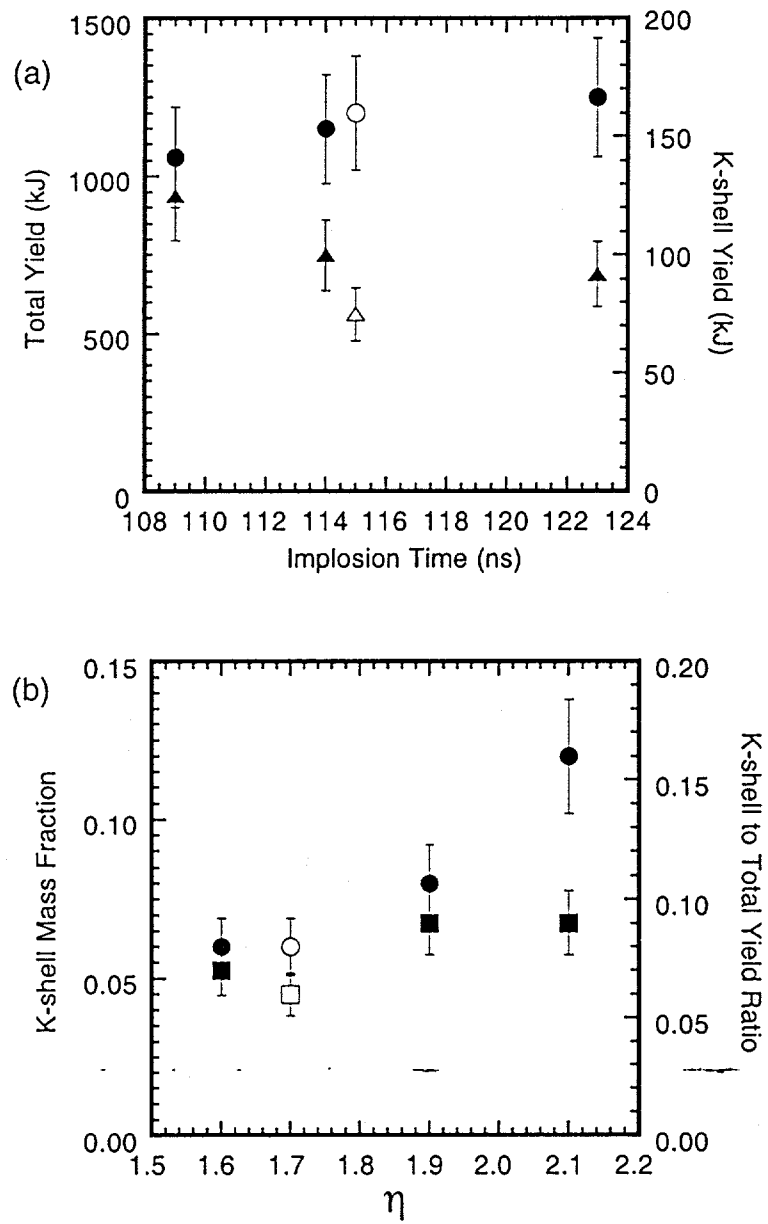 (a)
1500
1000
500
0
Total Yield (kJ)
200
150
100
50
0
K-shell Yield (kJ)
108 110 112 114 116 118 120 122 124
Implosion Time (ns)
(b)
0.15
0.10
0.05
0.00
K-shell Mass Fraction
0.20
0.15
0.10
0.05
0.00
K-shell to Total Yield Ratio
1.5 1.6 1.7 1.8 1.9 2.0 2.1 2.2
η